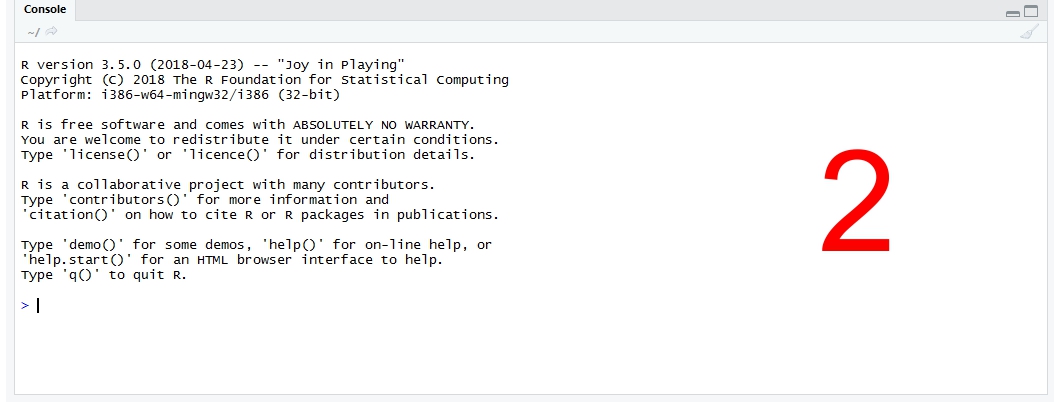 Console
~/
R version 3.5.0 (2018-04-23) -- "Joy in Playing"
Copyright (C) 2018 The R Foundation for Statistical Computing
Platform: i386-w64-mingw32/i386 (32-bit)

R is free software and comes with ABSOLUTELY NO WARRANTY.
You are welcome to redistribute it under certain conditions.
Type 'license()' or 'licence()' for distribution details.

R is a collaborative project with many contributors.
Type 'contributors()' for more information and
'citation()' on how to cite R or R packages in publications.

Type 'demo()' for some demos, 'help()' for on-line help, or
'help.start()' for an HTML browser interface to help.
Type 'q()' to quit R.

>
2